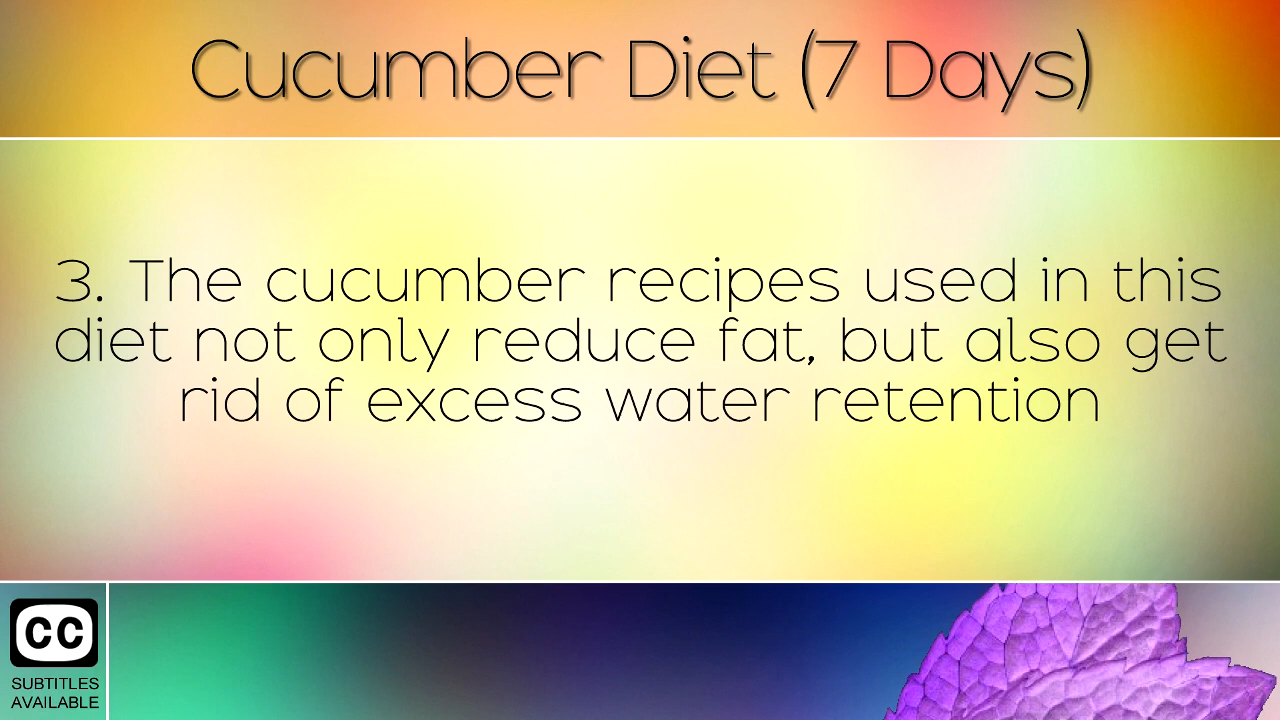 Cucumber Diet (7 Days)
3. The cucumber recipes used in this
diet not only reduce fat, but also get
rid of excess water retention
CC
SUBTITLES
AVAILABLE